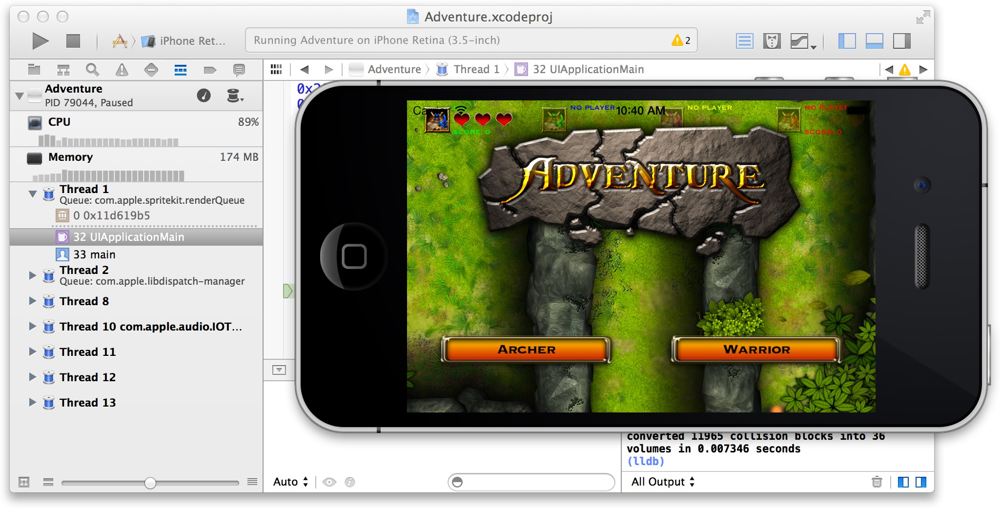 Adventure.xcodeproj
iPhone Ret...
Running Adventure on iPhone Retina (3.5-inch)
2
Adventure
Thread 1
32 UIApplicationMain
Adventure
PID 79044, Paused
CPU
89%
Memory
174 MB
Thread 1
Queue: com.apple.spritekit.renderQueue
0 0x11d619b5
32 UIApplicationMain
33 main
Thread 2
Queue: com.apple.libdispatch-manager
Thread 8
Thread 10 com.apple.audio.IOT...
Thread 11
Thread 12
Thread 13
NO PLAYER
10:40 AM
NO PLAYER
NO PLAYER
SCORE: 0
SCORE: 0
ADVENTURE
ARCHER
WARRIOR
converted 11965 collision blocks into 36
volumes in 0.007346 seconds
(lldb)
Auto
All Output